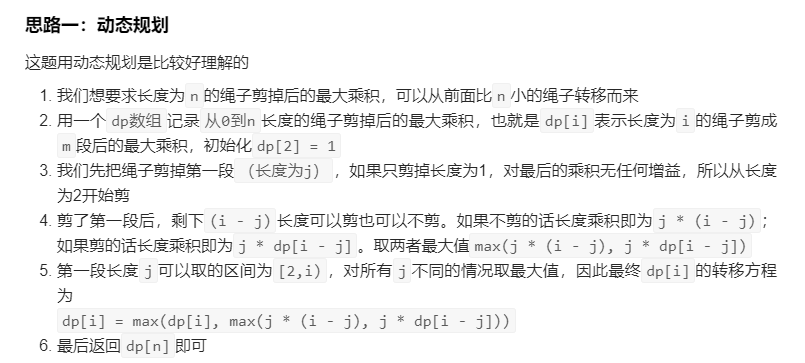 思路一：动态规划
这题用动态规划是比较好理解的
1. 我们想要求长度为 n 的绳子剪掉后的最大乘积，可以从前面比 n 小的绳子转移而来
2. 用一个 dp数组 记录 从0到n 长度的绳子剪掉后的最大乘积，也就是 dp[i] 表示长度为 i 的绳子剪成
m 段后的最大乘积，初始化 dp[2] = 1
3. 我们先把绳子剪掉第一段 （长度为j），如果只剪掉长度为1，对最后的乘积无任何增益，所以从长度
为2开始剪
4. 剪了第一段后，剩下 (i - j) 长度可以剪也可以不剪。如果不剪的话长度乘积即为 j * (i - j)；
如果剪的话长度乘积即为 j * dp[i - j]。取两者最大值 max(j * (i - j), j * dp[i - j])
5. 第一段长度 j 可以取的区间为 [2,i)，对所有 j 不同的情况取最大值，因此最终 dp[i] 的转移方程
为
dp[i] = max(dp[i], max(j * (i - j), j * dp[i - j]))
6. 最后返回 dp[n] 即可